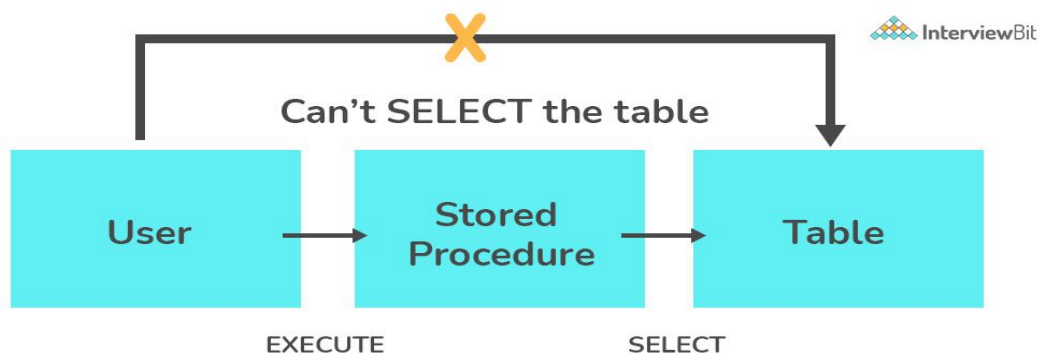 InterviewBit
Can't SELECT the table
User
Stored
Procedure
Table
EXECUTE
SELECT